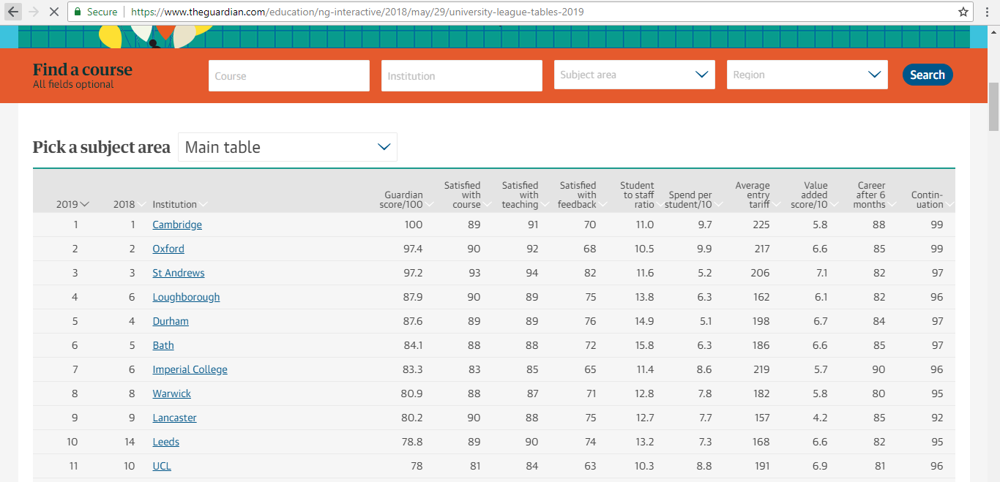 Secure https://www.theguardian.com/education/ng-interactive/2018/may/29/university-league-tables-2019
Find a course
All fields optional
Course Institution Subject area Region Search
Pick a subject area Main table
2019 2018 Institution Guardian score/100 Satisfied with course Satisfied with teaching Satisfied with feedback Student to staff ratio Spend per student/10 Average entry tariff Value added score/10 Career after 6 months Contin-uation
1 1 Cambridge 100 89 91 70 11.0 9.7 225 5.8 88 99
2 2 Oxford 97.4 90 92 68 10.5 9.9 217 6.6 85 99
3 3 St Andrews 97.2 93 94 82 11.6 5.2 206 7.1 82 97
4 6 Loughborough 87.9 90 89 75 13.8 6.3 162 6.1 82 96
5 4 Durham 87.6 89 89 76 14.9 5.1 198 6.7 84 97
6 5 Bath 84.1 88 88 72 15.8 6.3 186 6.6 85 97
7 6 Imperial College 83.3 83 85 65 11.4 8.6 219 5.7 90 96
8 8 Warwick 80.9 88 87 71 12.8 7.8 182 5.8 80 95
9 9 Lancaster 80.2 90 88 75 12.7 7.7 157 4.2 85 92
10 14 Leeds 78.8 89 90 74 13.2 7.3 168 6.6 82 95
11 10 UCL 78 81 84 63 10.3 8.8 191 6.9 81 96